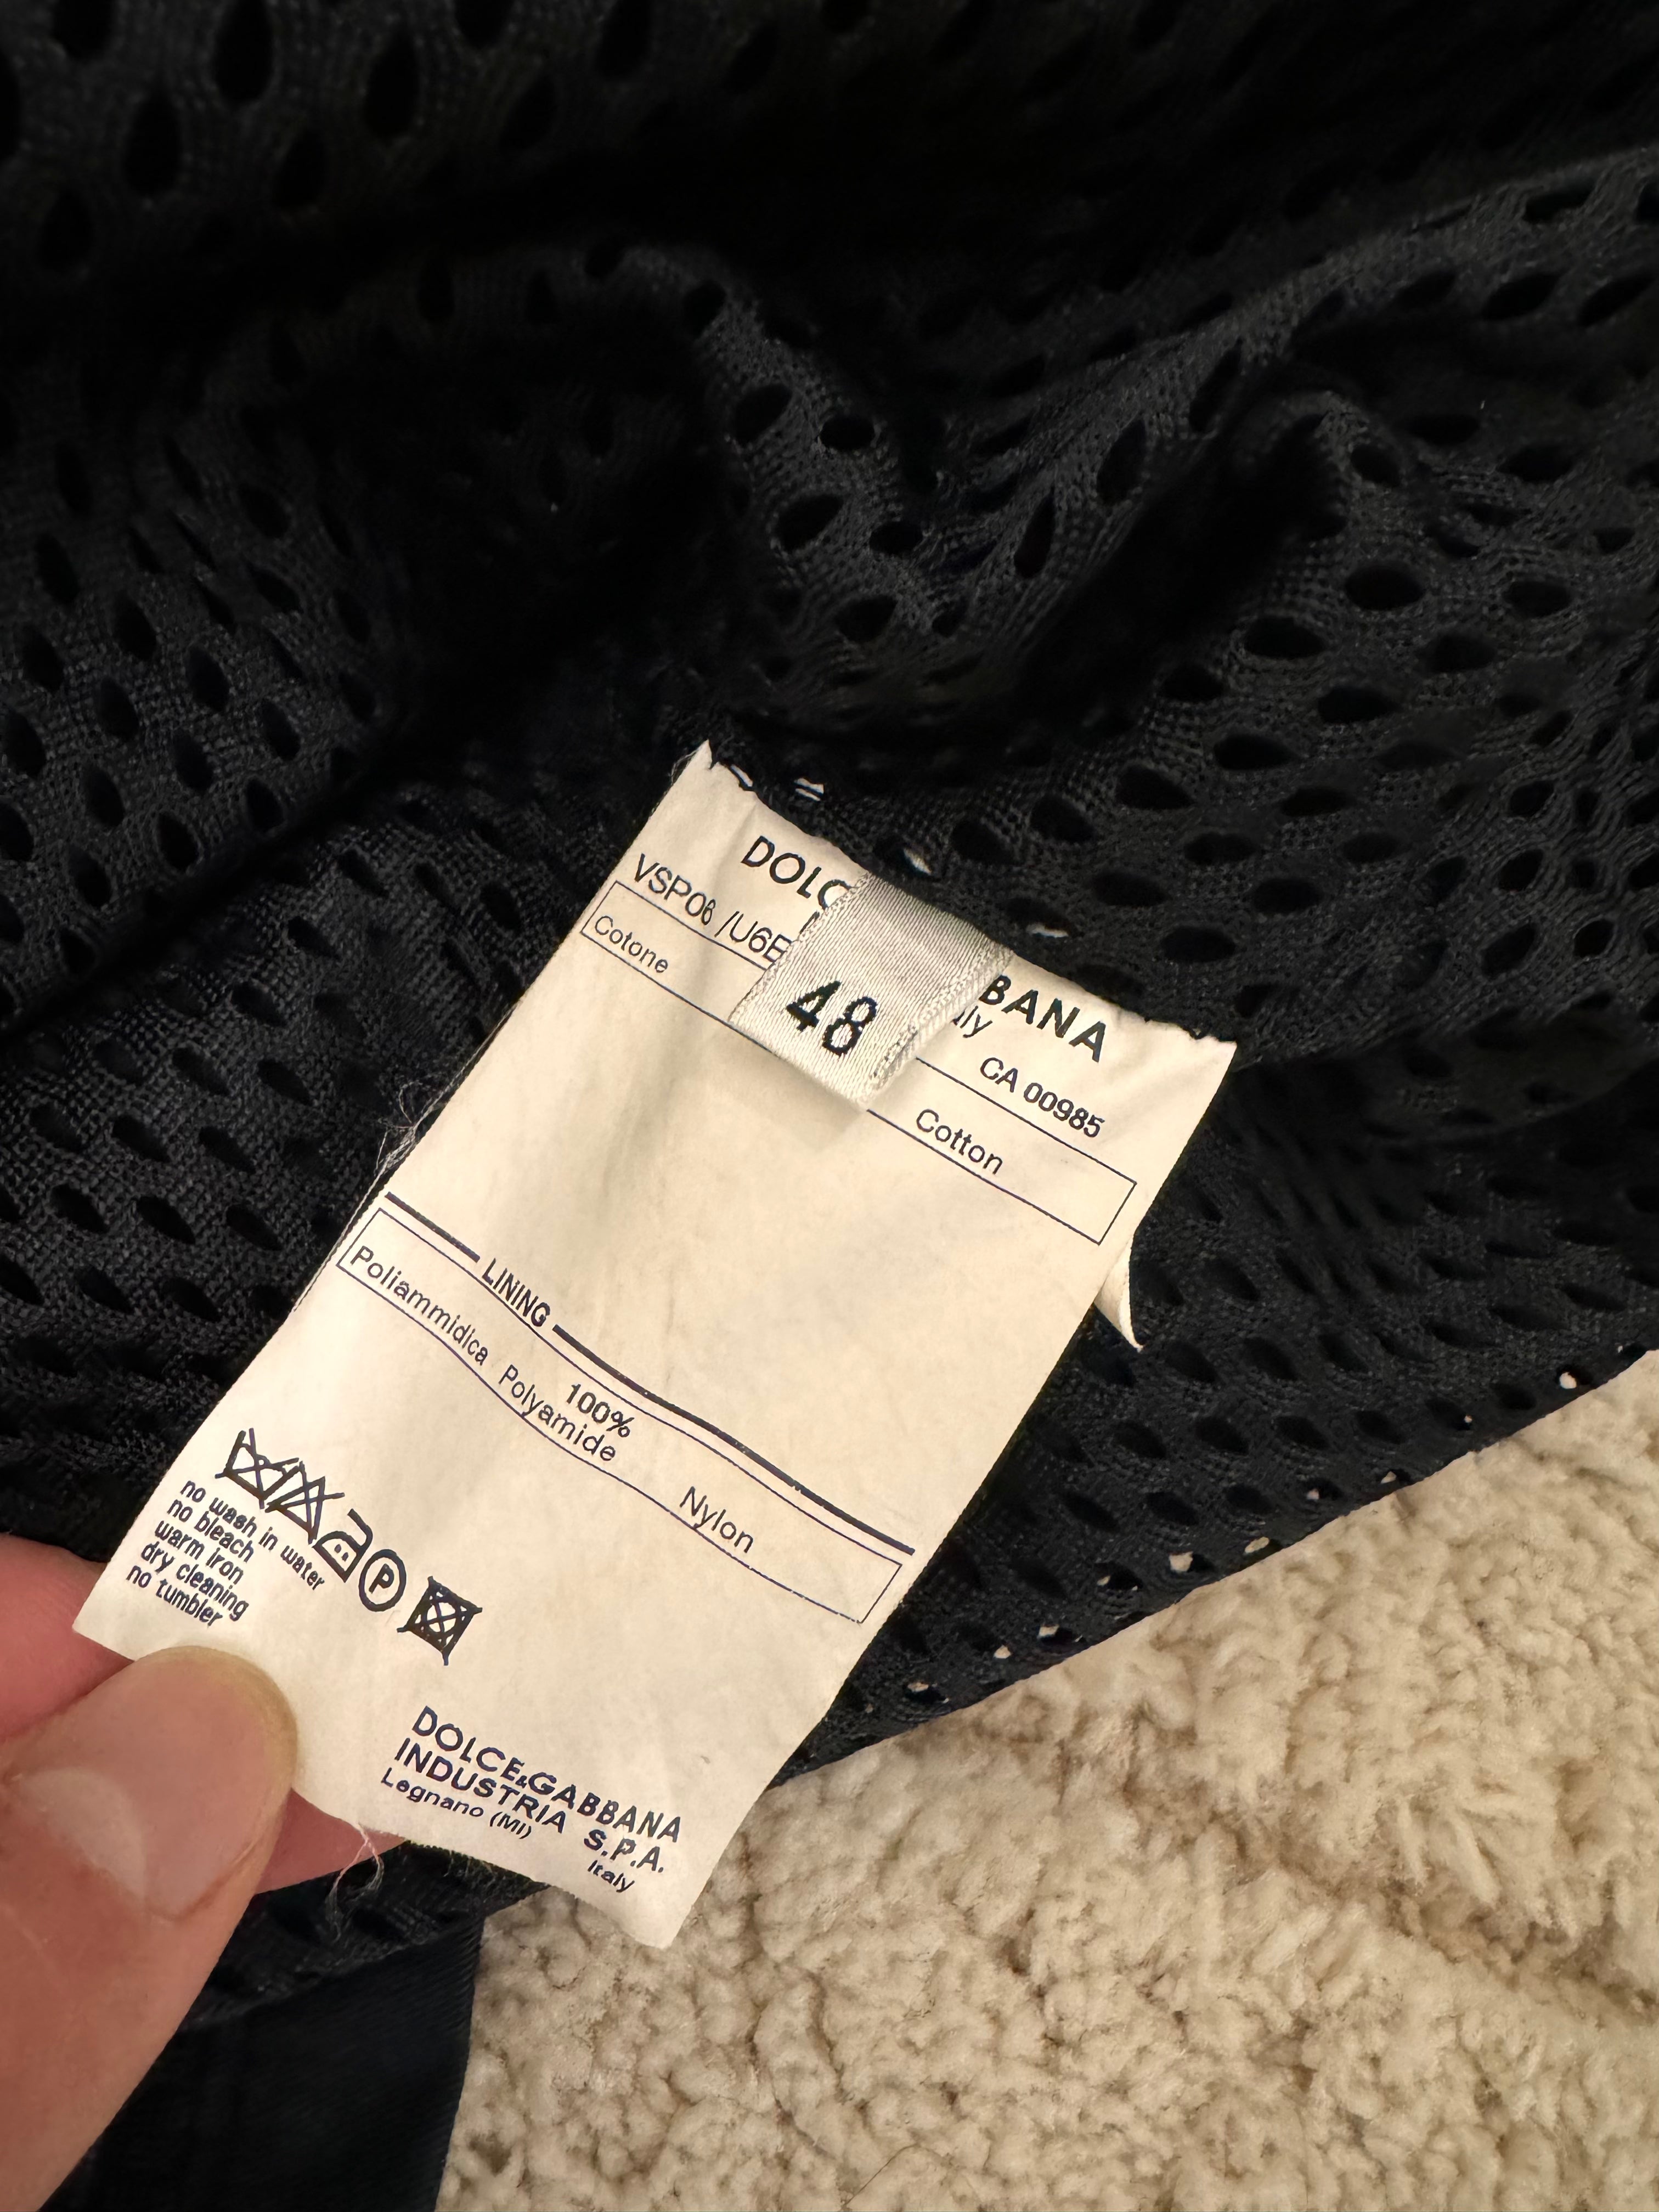 DOLC BANA
ly
VSP06 /U6E CA 00985
48
Cotone Cotton
LINING
100%
Poliammidica Polyamide Nylon
P
no wash in water
no bleach
warm iron
dry cleaning
no tumbler
DOLCE&GABBANA
INDUSTRIA S.P.A.
Legnano (MI) Italy